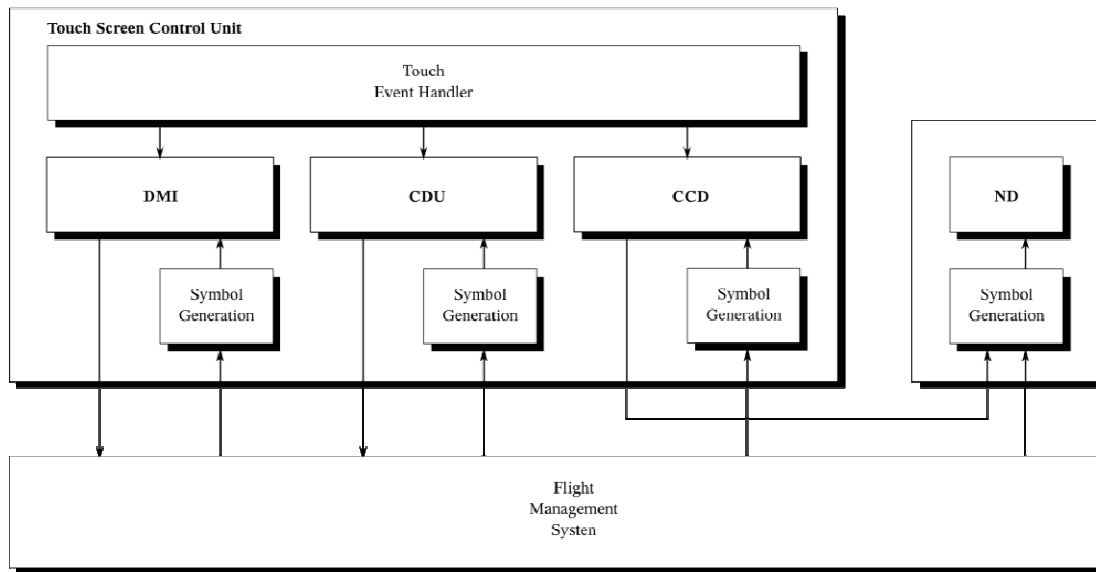 Touch Screen Control Unit
Touch
Event Handler
DMI
CDU
CCD
ND
Symbol
Generation
Symbol
Generation
Symbol
Generation
Symbol
Generation
Flight
Management
Systen